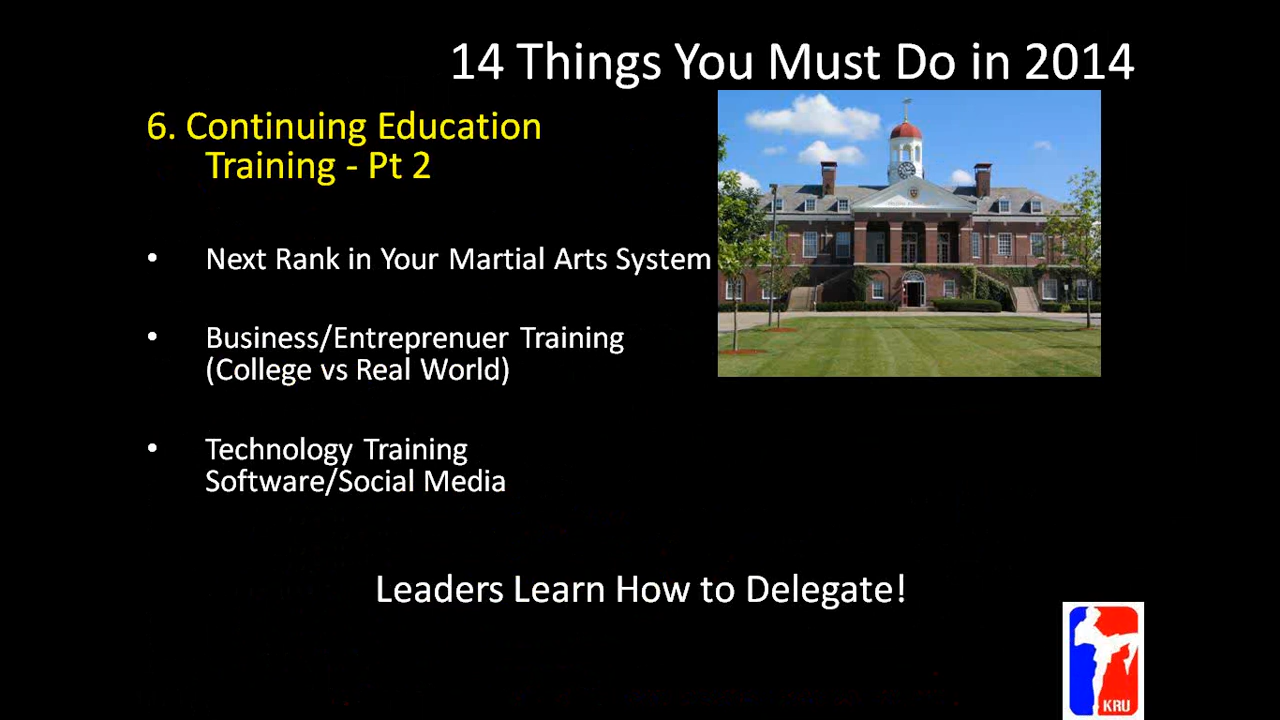 14 Things You Must Do in 2014
6. Continuing Education
Training - Pt 2
• Next Rank in Your Martial Arts System
• Business/Entreprenuer Training
(College vs Real World)
• Technology Training
Software/Social Media
Leaders Learn How to Delegate!
KRU